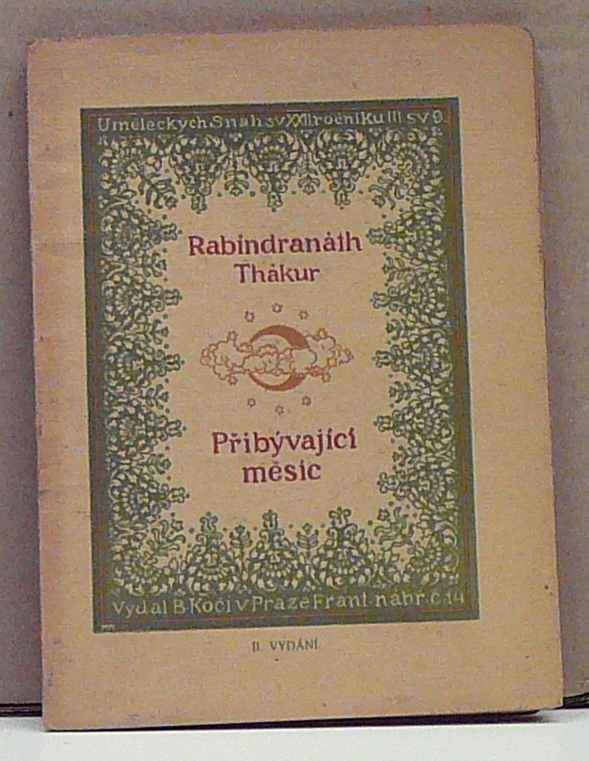 Uměleckých Snah sv XXII ročníku III sv 9
Rabindranáth
Thákur
Přibývající
měsíc
Vydal B Kočí v Praze Frant nábř č 14
II. VYDÁNÍ